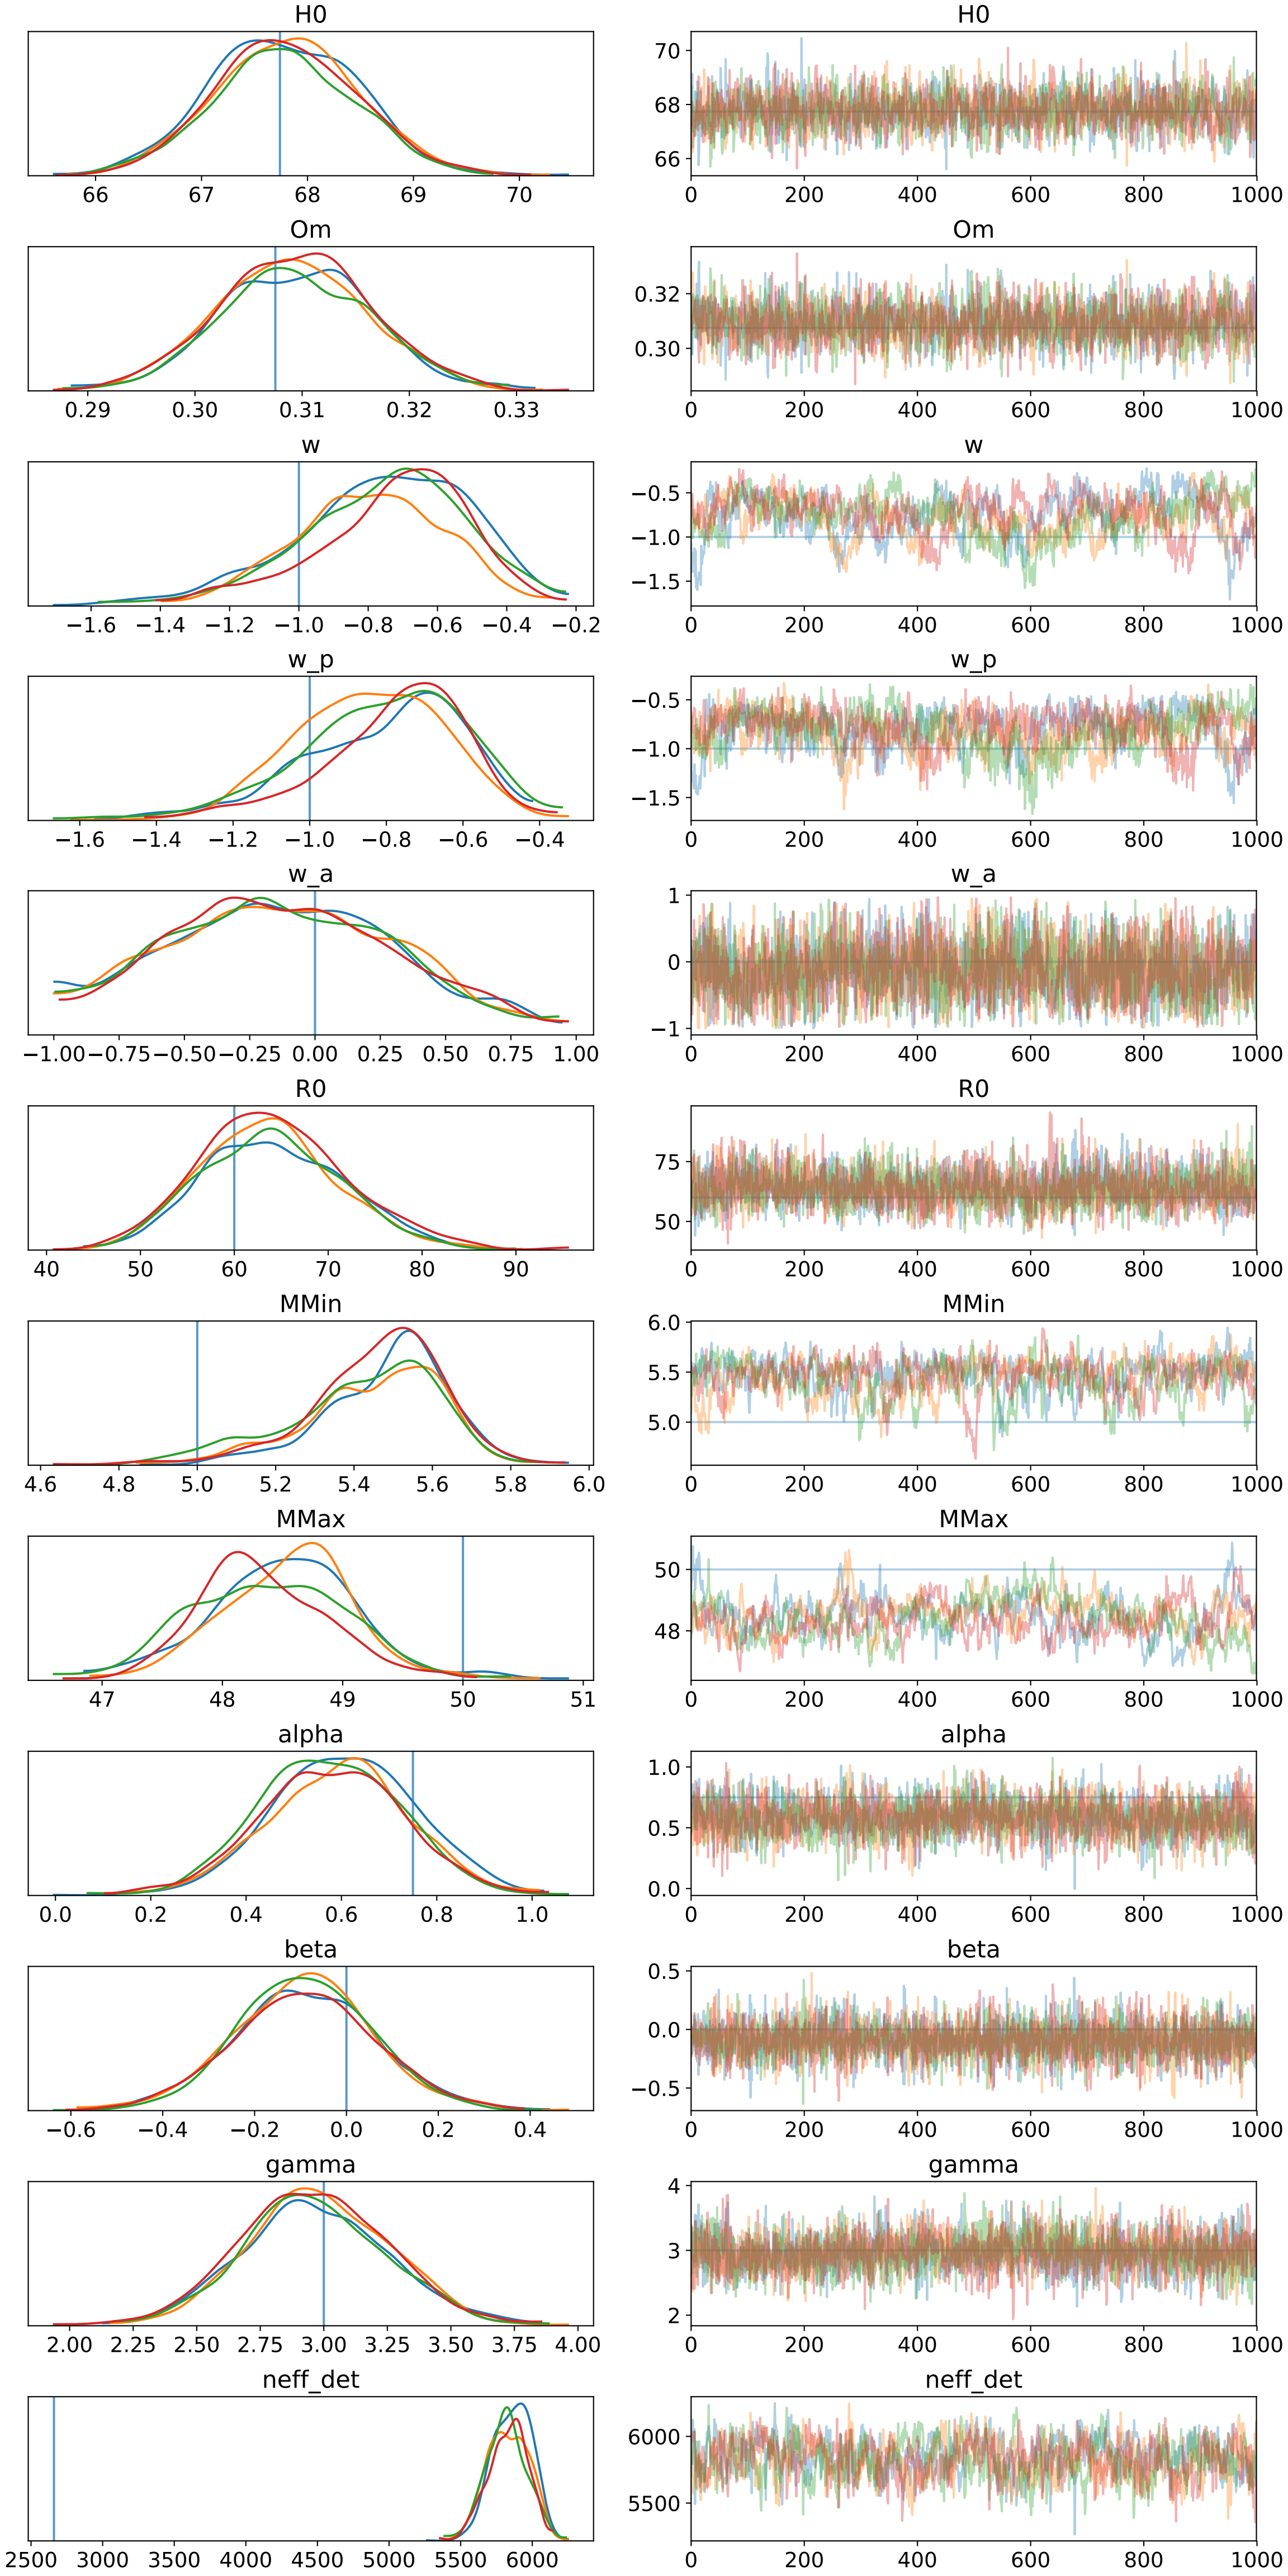 H0
H0
70
68
66
66 67 68 69 70
0 200 400 600 800 1000
Om
Om
0.32
0.30
0.29 0.30 0.31 0.32 0.33
0 200 400 600 800 1000
w
w
−0.5
−1.0
−1.5
−1.6 −1.4 −1.2 −1.0 −0.8 −0.6 −0.4 −0.2
0 200 400 600 800 1000
w_p
w_p
−0.5
−1.0
−1.5
−1.6 −1.4 −1.2 −1.0 −0.8 −0.6 −0.4
0 200 400 600 800 1000
w_a
w_a
1
0
−1
−1.00 −0.75 −0.50 −0.25 0.00 0.25 0.50 0.75 1.00
0 200 400 600 800 1000
R0
R0
75
50
40 50 60 70 80 90
0 200 400 600 800 1000
MMin
MMin
6.0
5.5
5.0
4.6 4.8 5.0 5.2 5.4 5.6 5.8 6.0
0 200 400 600 800 1000
MMax
MMax
50
48
47 48 49 50 51
0 200 400 600 800 1000
alpha
alpha
1.0
0.5
0.0
0.0 0.2 0.4 0.6 0.8 1.0
0 200 400 600 800 1000
beta
beta
0.5
0.0
−0.5
−0.6 −0.4 −0.2 0.0 0.2 0.4
0 200 400 600 800 1000
gamma
gamma
4
3
2
2.00 2.25 2.50 2.75 3.00 3.25 3.50 3.75 4.00
0 200 400 600 800 1000
neff_det
neff_det
6000
5500
2500 3000 3500 4000 4500 5000 5500 6000
0 200 400 600 800 1000